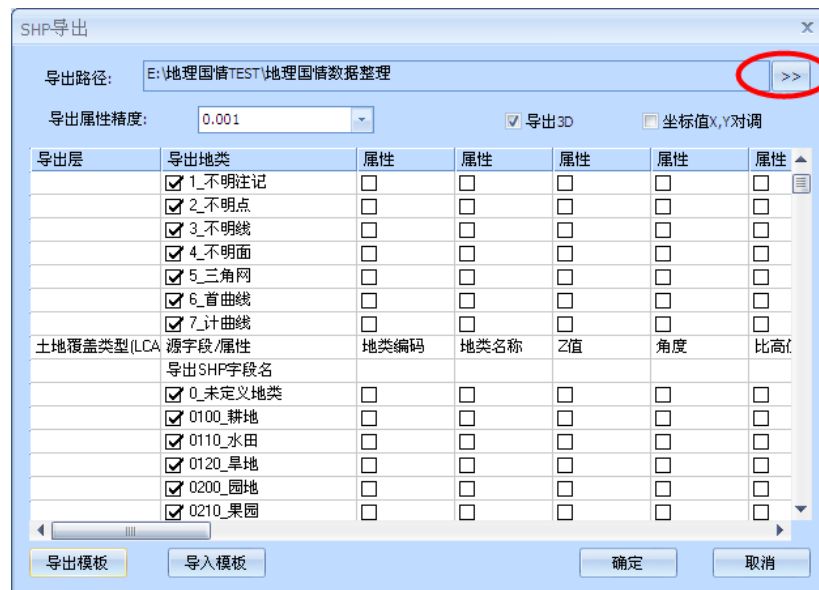 SHP导出
导出路径: E:\地理国情TEST\地理国情数据整理 >>
导出属性精度: 0.001 导出3D 坐标值X,Y对调
导出层 导出地类 属性 属性 属性 属性 属性
1_不明注记
2_不明点
3_不明线
4_不明面
5_三角网
6_首曲线
7_计曲线
土地覆盖类型(LCA 源字段/属性 地类编码 地类名称 Z值 角度 比高
导出SHP字段名
0_未定义地类
0100_耕地
0110_水田
0120_旱地
0200_园地
0210_果园
导出模板 导入模板 确定 取消